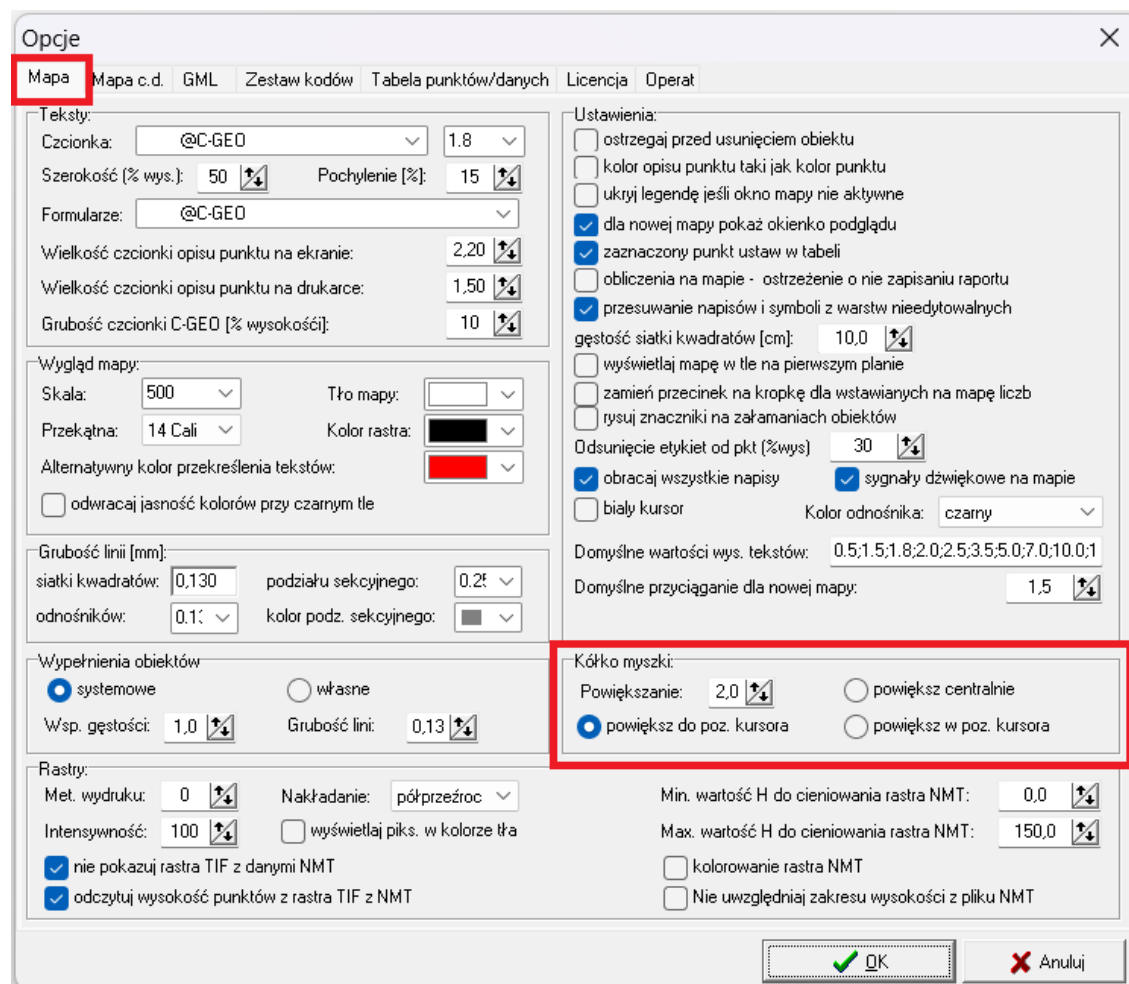 Opcje
Mapa Mapa c.d. GML Zestaw kodów Tabela punktów/danych Licencja Operat
Teksty:
Czcionka: @C-GEO 1.8
Szerokość (% wys.): 50 Pochylenie [%]: 15
Formularze: @C-GEO
Wielkość czcionki opisu punktu na ekranie: 2,20
Wielkość czcionki opisu punktu na drukarce: 1,50
Grubość czcionki C-GEO [% wysokośći]: 10
Wygląd mapy:
Skala: 500 Tło mapy:
Przekątna: 14 Cali Kolor rastra:
Alternatywny kolor przekreślenia tekstów:
odwracaj jasność kolorów przy czarnym tle
Grubość linii [mm]:
siatki kwadratów: 0,130 podziału sekcyjnego: 0.25
odnośników: 0.13 kolor podz. sekcyjnego:
Wypełnienia obiektów
systemowe własne
Wsp. gęstości: 1,0 Grubość lini: 0,13
Ustawienia:
ostrzegaj przed usunięciem obiektu
kolor opisu punktu taki jak kolor punktu
ukryj legendę jeśli okno mapy nie aktywne
dla nowej mapy pokaż okienko podglądu
zaznaczony punkt ustaw w tabeli
obliczenia na mapie - ostrzeżenie o nie zapisaniu raportu
przesuwanie napisów i symboli z warstw nieedytowalnych
gęstość siatki kwadratów [cm]: 10,0
wyświetlaj mapę w tle na pierwszym planie
zamień przecinek na kropkę dla wstawianych na mapę liczb
rysuj znaczniki na załamaniach obiektów
Odsunięcie etykiet od pkt (%wys) 30
obracaj wszystkie napisy sygnały dźwiękowe na mapie
biały kursor Kolor odnośnika: czarny
Domyślne wartości wys. tekstów: 0.5;1.5;1.8;2.0;2.5;3.5;5.0;7.0;10.0;1
Domyślne przyciąganie dla nowej mapy: 1,5
Kółko myszki:
Powiększanie: 2,0 powiększ centralnie
powiększ do poz. kursora powiększ w poz. kursora
Rastry:
Met. wydruku: 0 Nakładanie: półprzeźroc Min. wartość H do cieniowania rastra NMT: 0,0
Intensywność: 100 wyświetlaj piks. w kolorze tła Max. wartość H do cieniowania rastra NMT: 150,0
nie pokazuj rastra TIF z danymi NMT kolorowanie rastra NMT
odczytuj wysokość punktów z rastra TIF z NMT Nie uwzględniaj zakresu wysokości z pliku NMT
OK Anuluj